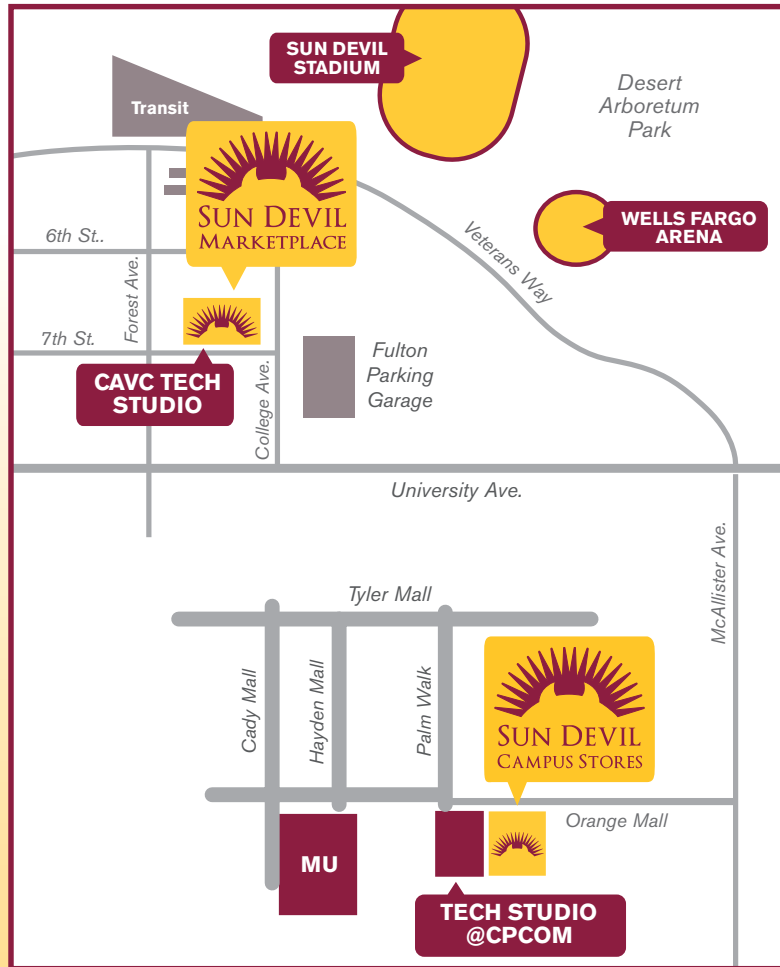 SUN DEVIL
STADIUM
Desert
Arboretum
Park
Transit
SUN DEVIL
MARKETPLACE
WELLS FARGO
ARENA
6th St..
Veterans Way
Forest Ave.
7th St.
CAVC TECH
STUDIO
College Ave.
Fulton
Parking
Garage
University Ave.
McAllister Ave.
Tyler Mall
Cady Mall
Hayden Mall
Palm Walk
SUN DEVIL
CAMPUS STORES
Orange Mall
MU
TECH STUDIO
@CPCOM